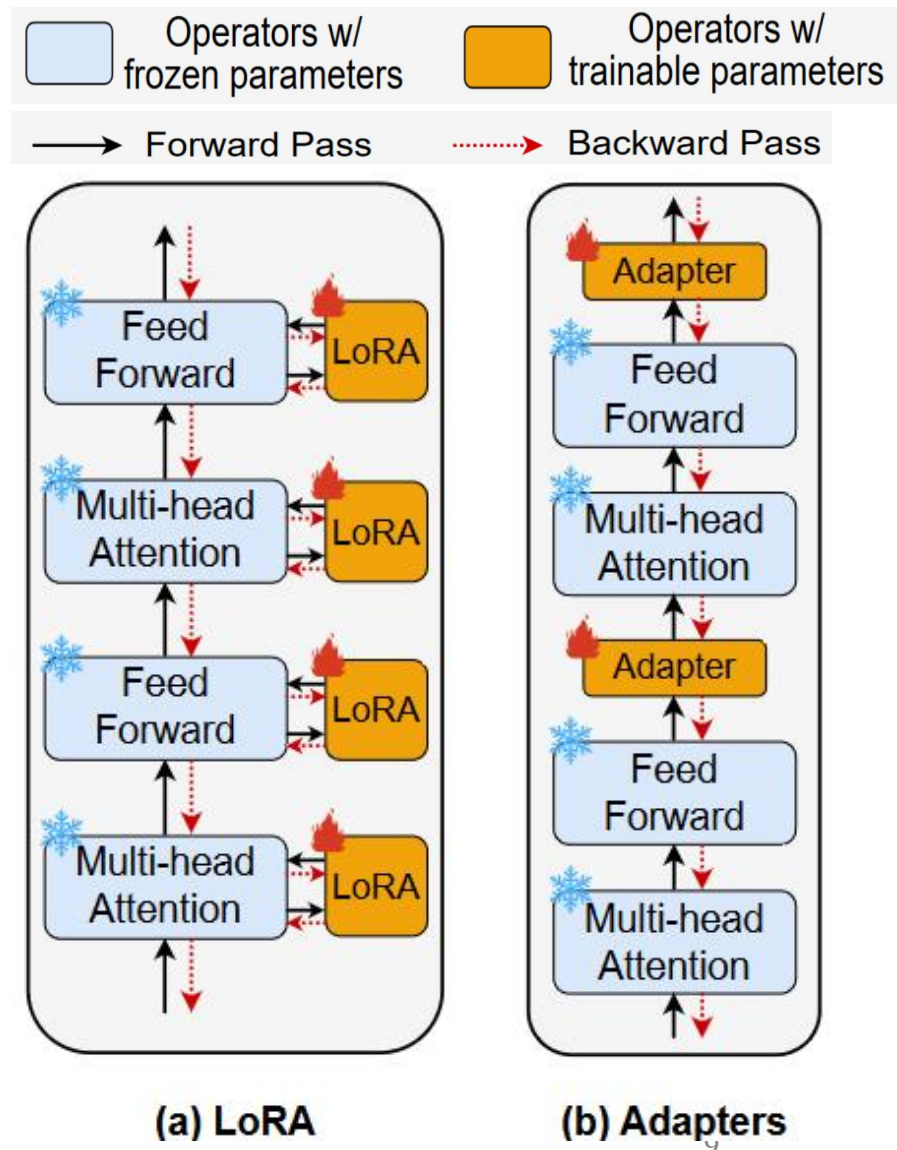 Operators w/
frozen parameters
Operators w/
trainable parameters
Forward Pass
Backward Pass
Feed
Forward
LoRA
Multi-head
Attention
LoRA
Feed
Forward
LoRA
Multi-head
Attention
LoRA
(a) LoRA
Adapter
Feed
Forward
Multi-head
Attention
Adapter
Feed
Forward
Multi-head
Attention
(b) Adapters